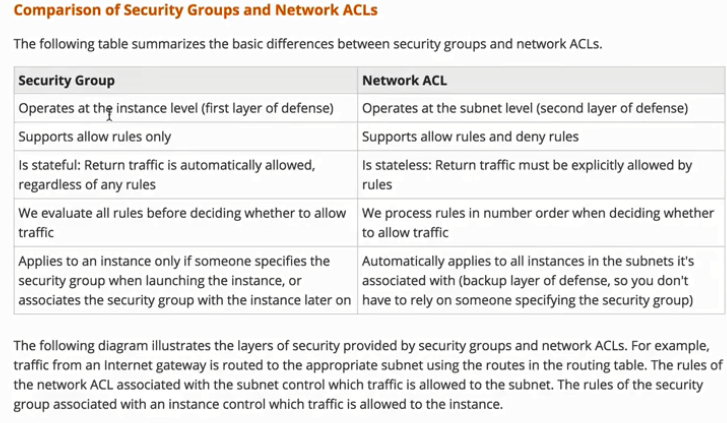 Comparison of Security Groups and Network ACLs
The following table summarizes the basic differences between security groups and network ACLs.
Security Group
Network ACL
Operates at the instance level (first layer of defense)
Operates at the subnet level (second layer of defense)
Supports allow rules only
Supports allow rules and deny rules
Is stateful: Return traffic is automatically allowed,
regardless of any rules
Is stateless: Return traffic must be explicitly allowed by
rules
We evaluate all rules before deciding whether to allow
traffic
We process rules in number order when deciding whether
to allow traffic
Applies to an instance only if someone specifies the
security group when launching the instance, or
associates the security group with the instance later on
Automatically applies to all instances in the subnets it's
associated with (backup layer of defense, so you don't
have to rely on someone specifying the security group)
The following diagram illustrates the layers of security provided by security groups and network ACLs. For example,
traffic from an Internet gateway is routed to the appropriate subnet using the routes in the routing table. The rules of
the network ACL associated with the subnet control which traffic is allowed to the subnet. The rules of the security
group associated with an instance control which traffic is allowed to the instance.